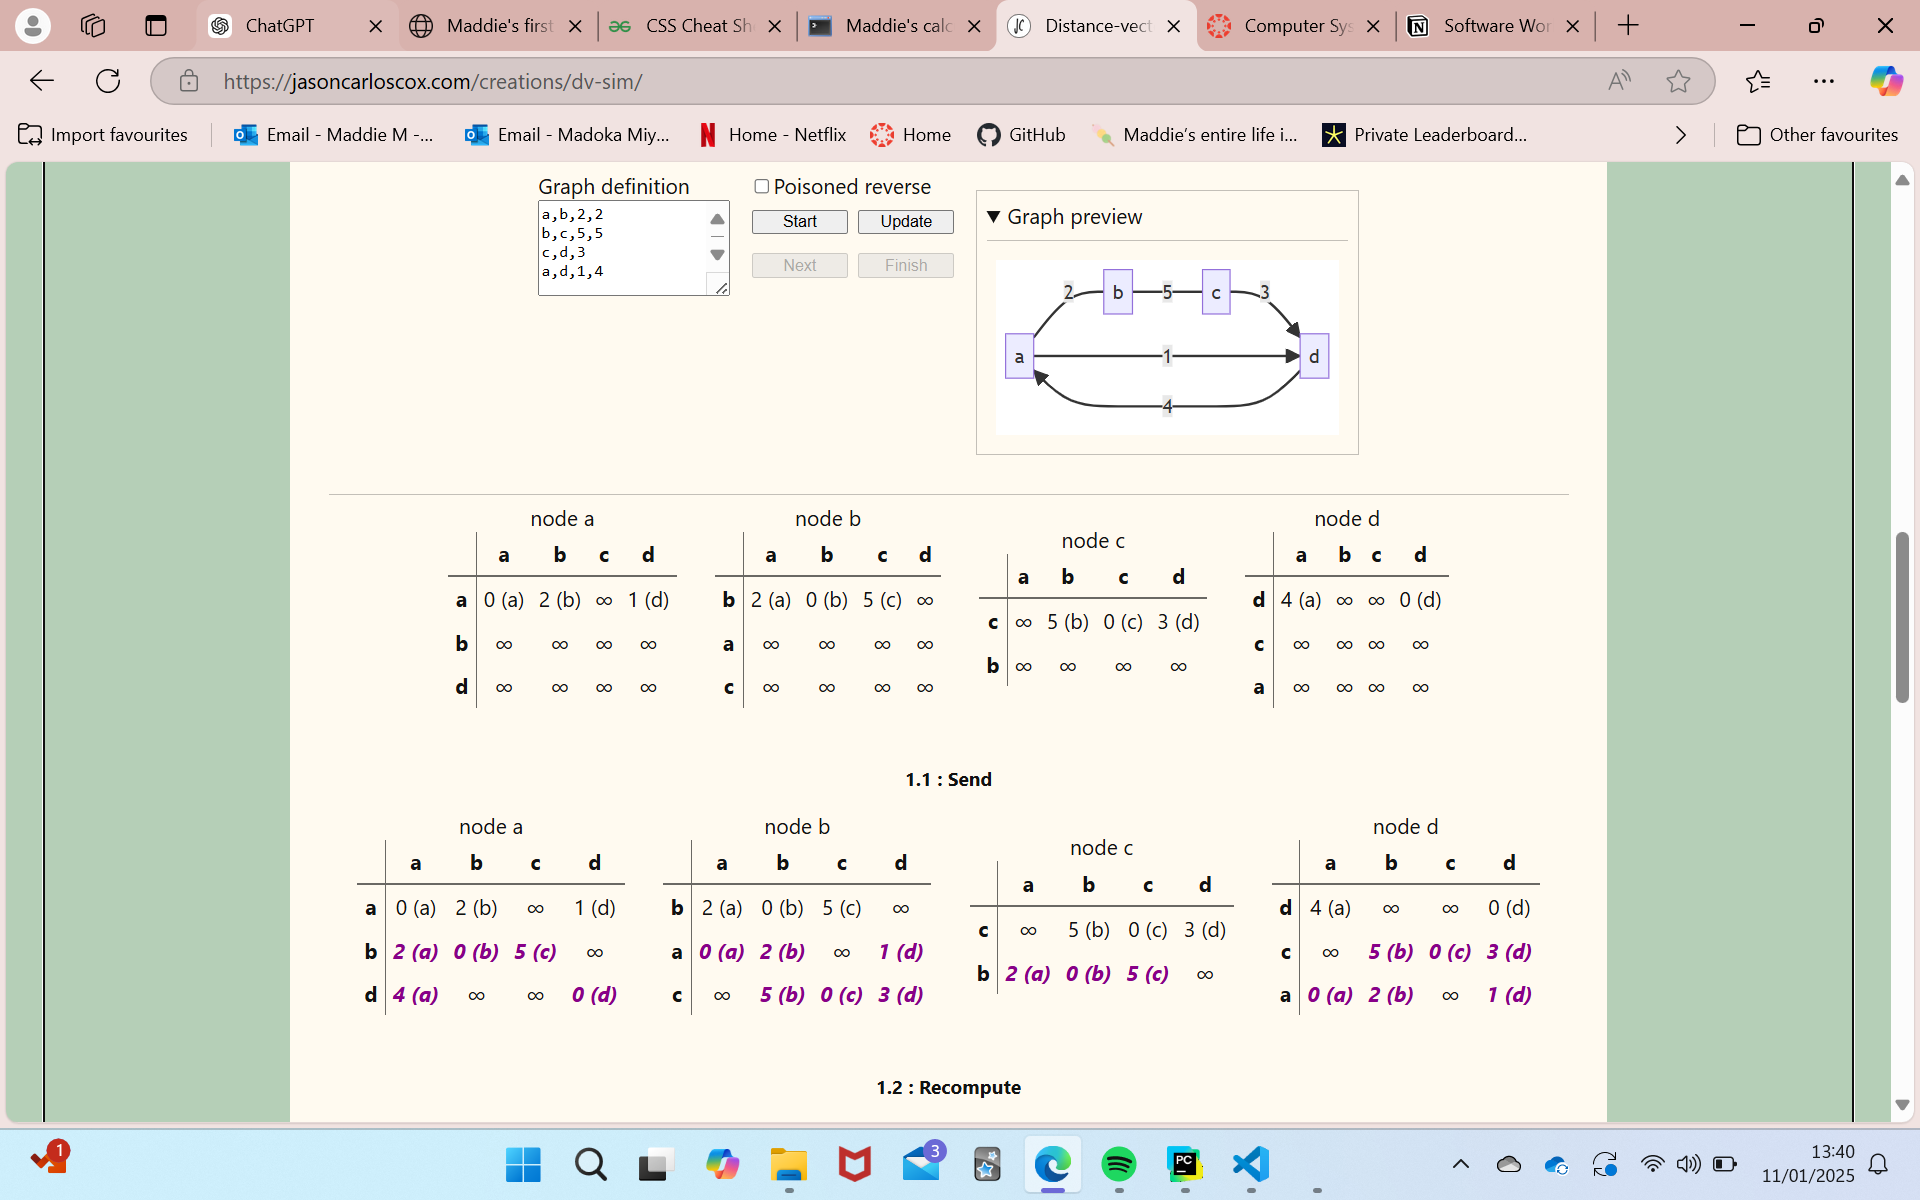 ChatGPT
Maddie's first
CSS Cheat Sh
Maddie's calc
Distance-vect
Computer Sys
Software Wor
https://jasoncarloscox.com/creations/dv-sim/
Import favourites
Email - Maddie M -...
Email - Madoka Miy...
Home - Netflix
Home
GitHub
Maddie's entire life i...
Private Leaderboard...
Other favourites
Graph definition
a,b,2,2
b,c,5,5
c,d,3
a,d,1,4
Poisoned reverse
Start Update
Next Finish
Graph preview
2 b 5 c 3
a 1 d
4
node a
a b c d
a 0 (a) 2 (b) ∞ 1 (d)
b ∞ ∞ ∞ ∞
d ∞ ∞ ∞ ∞
node b
a b c d
b 2 (a) 0 (b) 5 (c) ∞
a ∞ ∞ ∞ ∞
c ∞ ∞ ∞ ∞
node c
a b c d
c ∞ 5 (b) 0 (c) 3 (d)
b ∞ ∞ ∞ ∞
node d
a b c d
d 4 (a) ∞ ∞ 0 (d)
c ∞ ∞ ∞ ∞
a ∞ ∞ ∞ ∞
1.1 : Send
node a
a b c d
a 0 (a) 2 (b) ∞ 1 (d)
b 2 (a) 0 (b) 5 (c) ∞
d 4 (a) ∞ ∞ 0 (d)
node b
a b c d
b 2 (a) 0 (b) 5 (c) ∞
a 0 (a) 2 (b) ∞ 1 (d)
c ∞ 5 (b) 0 (c) 3 (d)
node c
a b c d
c ∞ 5 (b) 0 (c) 3 (d)
b 2 (a) 0 (b) 5 (c) ∞
node d
a b c d
d 4 (a) ∞ ∞ 0 (d)
c ∞ 5 (b) 0 (c) 3 (d)
a 0 (a) 2 (b) ∞ 1 (d)
1.2 : Recompute
1
3
PC
13:40
11/01/2025